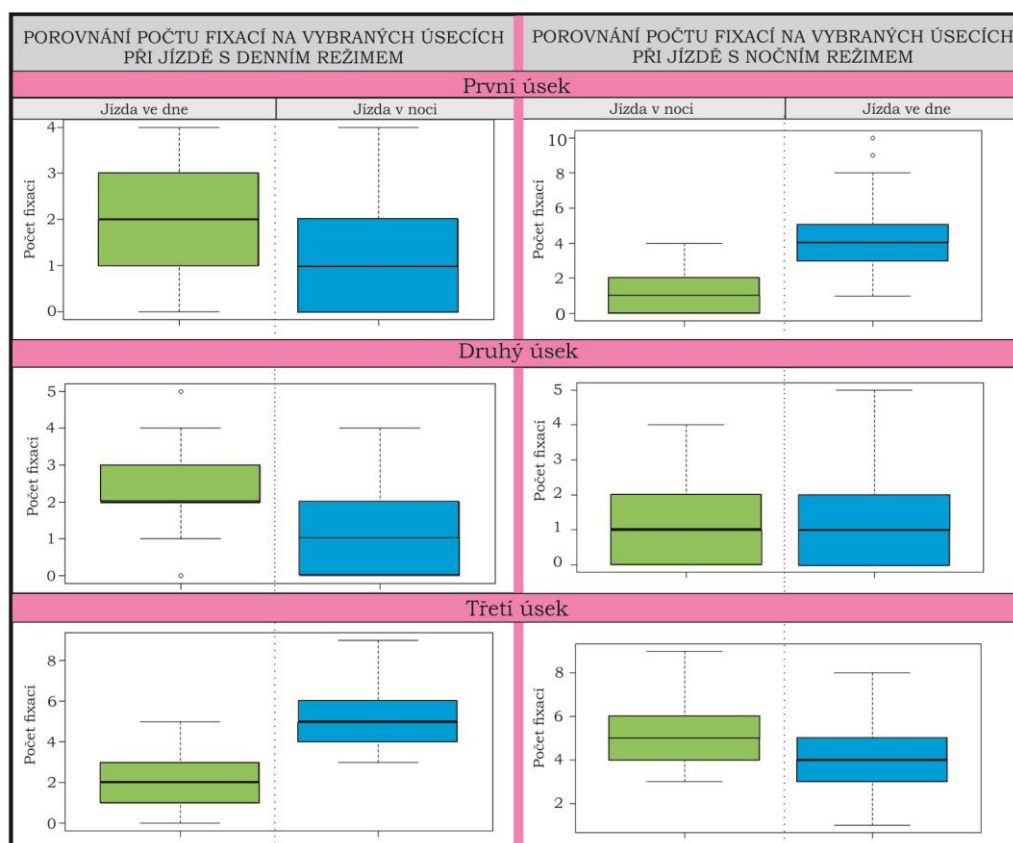 POROVNÁNÍ POČTU FIXACÍ NA VYBRANÝCH ÚSECÍCH
PŘI JÍZDĚ S DENNÍM REŽIMEM
POROVNÁNÍ POČTU FIXACÍ NA VYBRANÝCH ÚSECÍCH
PŘI JÍZDĚ S NOČNÍM REŽIMEM
První úsek
Jízda ve dne
Jízda v noci
Jízda v noci
Jízda ve dne
Počet fixací
4
3
2
1
0
Počet fixací
10
8
6
4
2
0
Druhý úsek
Počet fixací
5
4
3
2
1
0
Počet fixací
5
4
3
2
1
0
Třetí úsek
Počet fixací
8
6
4
2
0
Počet fixací
8
6
4
2